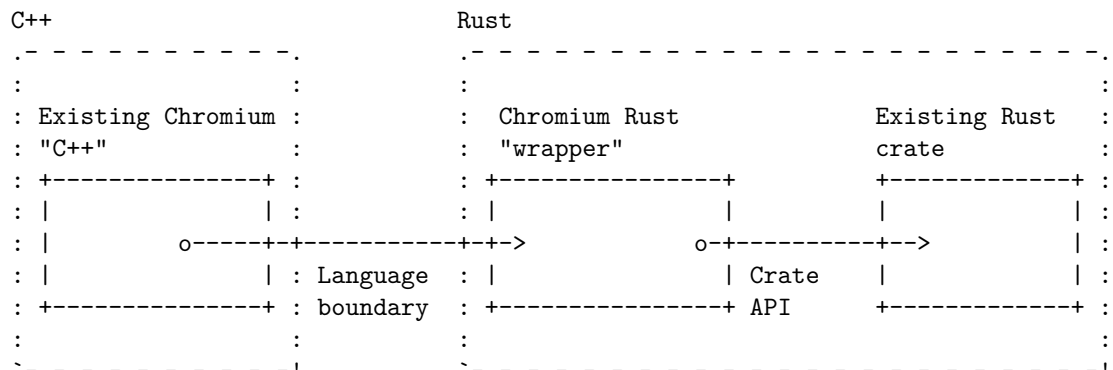 C++ Rust
Existing Chromium Chromium Rust Existing Rust
"C++" "wrapper" crate
Language Crate
boundary API